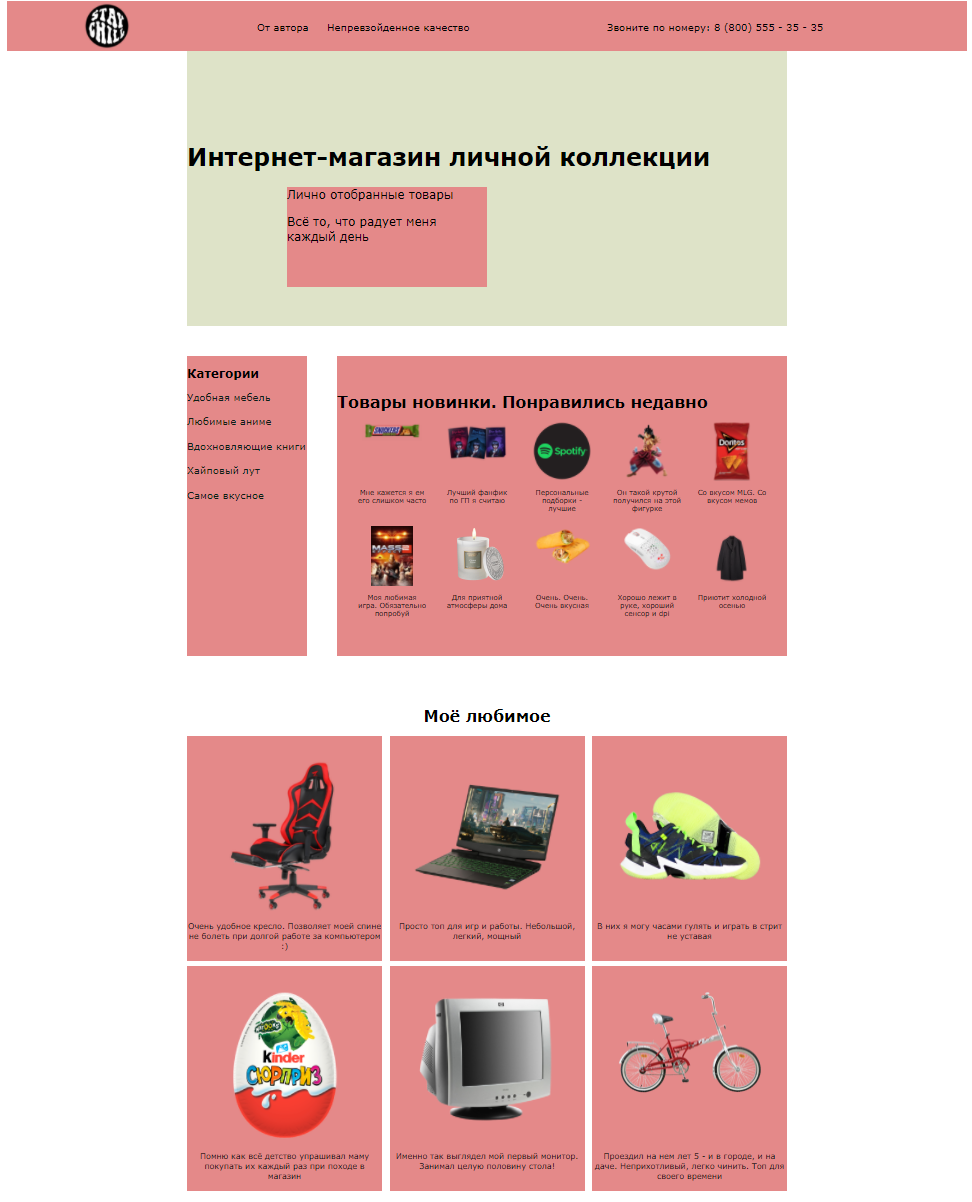 STAY
CHILL
От автора
Непревзойденное качество
Звоните по номеру: 8 (800) 555 - 35 - 35
Интернет-магазин личной коллекции
Лично отобранные товары
Всё то, что радует меня
каждый день
Категории
Удобная мебель
Любимые аниме
Вдохновляющие книги
Хайповый лут
Самое вкусное
Товары новинки. Понравились недавно
SNICKERS
Spotify
Doritos
Мне кажется я ем
его слишком часто
Лучший фанфик
по ГП я считаю
Персональные
подборки -
лучшие
Он такой крутой
получился на этой
фигурке
Со вкусом MLG. Со
вкусом мемов
MASS 2
Моя любимая
игра. Обязательно
попробуй
Для приятной
атмосферы дома
Очень. Очень.
Очень вкусная
Хорошо лежит в
руке, хороший
сенсор и dpi
Приютит холодной
осенью
Моё любимое
Очень удобное кресло. Позволяет моей спине
не болеть при долгой работе за компьютером
:)
Просто топ для игр и работы. Небольшой,
легкий, мощный
В них я могу часами гулять и играть в стрит
не уставая
Kinder
СЮРПРИЗ
hp
Помню как всё детство упрашивал маму
покупать их каждый раз при походе в
магазин
Именно так выглядел мой первый монитор.
Занимал целую половину стола!
Проездил на нем лет 5 - и в городе, и на
даче. Неприхотливый, легко чинить. Топ для
своего времени